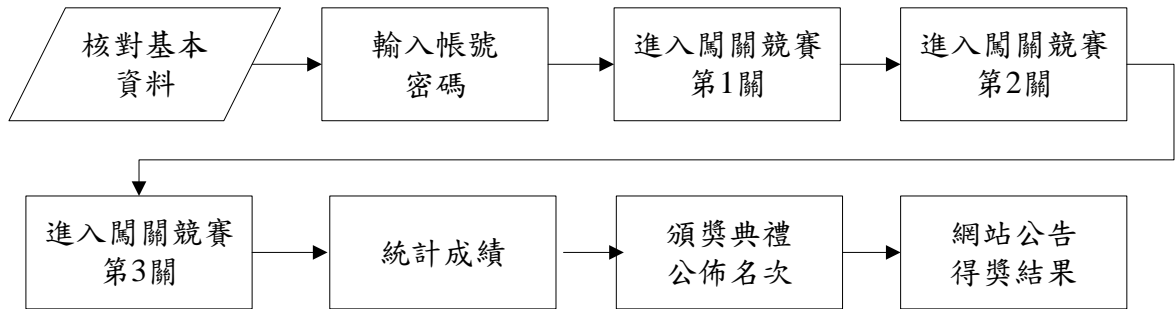 核對基本
資料
輸入帳號
密碼
進入闖關競賽
第1關
進入闖關競賽
第2關
進入闖關競賽
第3關
統計成績
頒獎典禮
公佈名次
網站公告
得獎結果